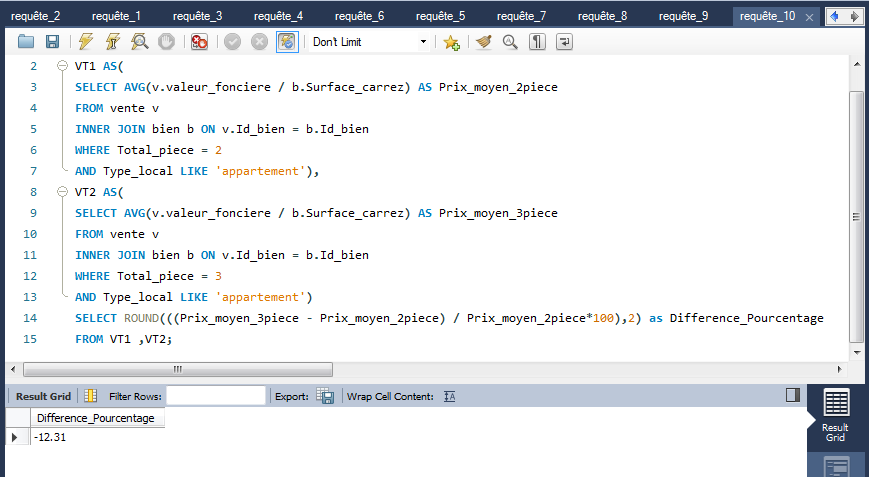 requête_2 requête_1 requête_3 requête_4 requête_6 requête_5 requête_7 requête_8 requête_9 requête_10
Don't Limit
2 VT1 AS(
3 SELECT AVG(v.valeur_fonciere / b.Surface_carrez) AS Prix_moyen_2piece
4 FROM vente v
5 INNER JOIN bien b ON v.Id_bien = b.Id_bien
6 WHERE Total_piece = 2
7 AND Type_local LIKE 'appartement'),
8 VT2 AS(
9 SELECT AVG(v.valeur_fonciere / b.Surface_carrez) AS Prix_moyen_3piece
10 FROM vente v
11 INNER JOIN bien b ON v.Id_bien = b.Id_bien
12 WHERE Total_piece = 3
13 AND Type_local LIKE 'appartement')
14 SELECT ROUND(((Prix_moyen_3piece - Prix_moyen_2piece) / Prix_moyen_2piece*100),2) as Difference_Pourcentage
15 FROM VT1 ,VT2;
Result Grid Filter Rows: Export: Wrap Cell Content:
Difference_Pourcentage
-12.31
Result
Grid